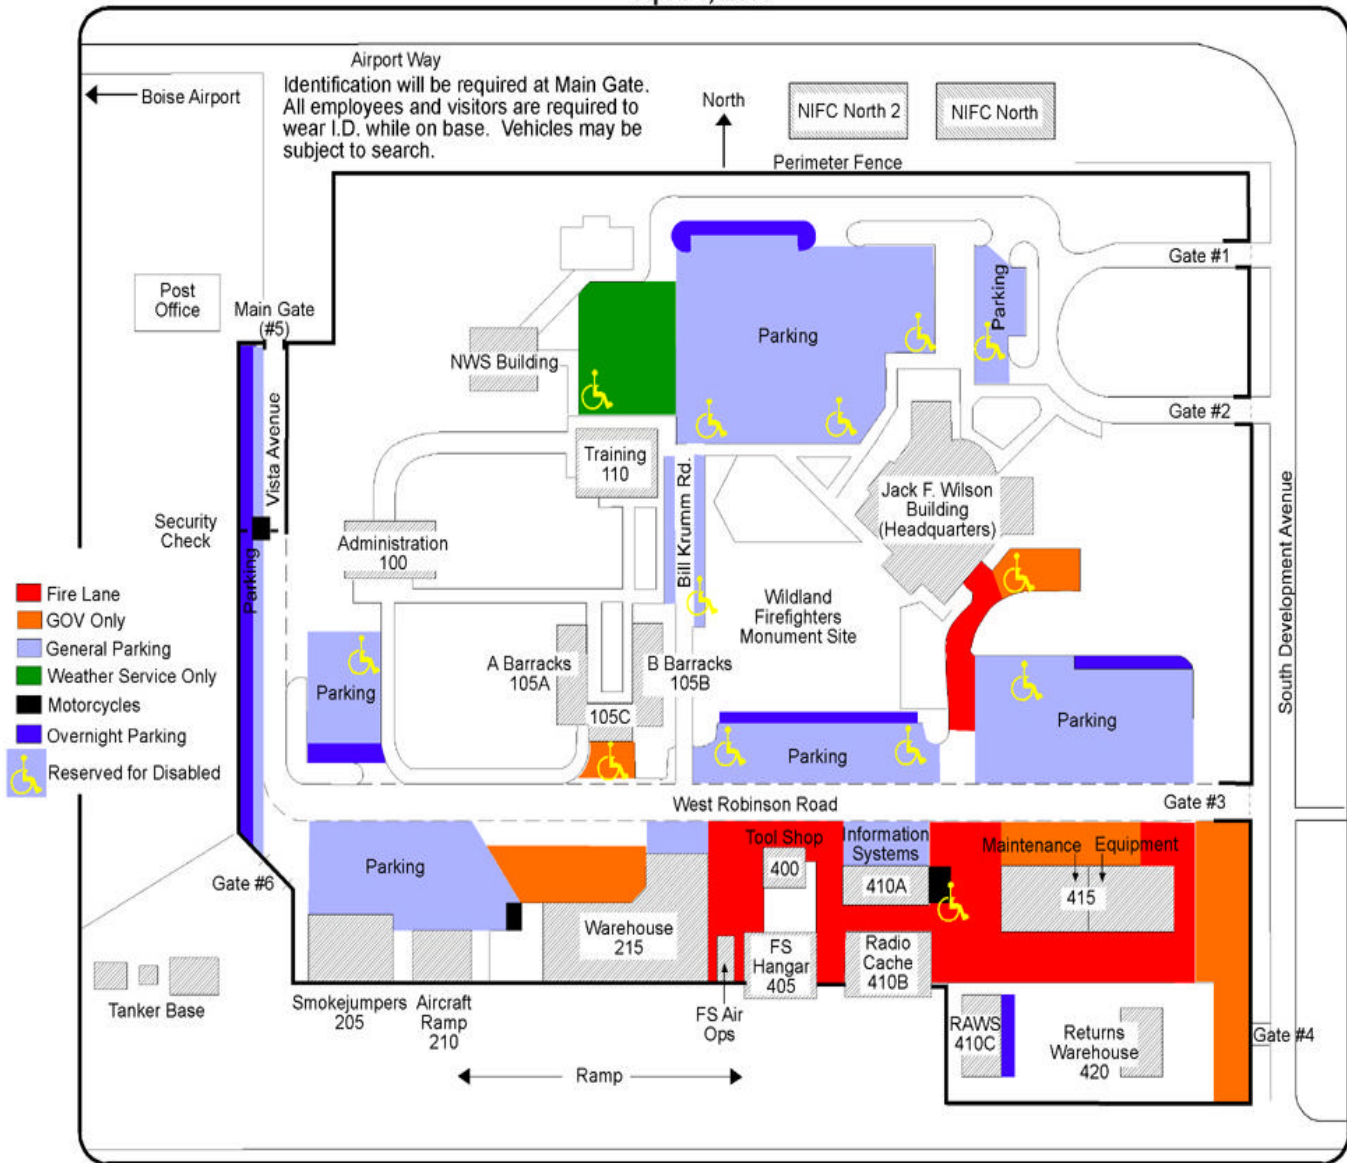 Airport Way
Identification will be required at Main Gate.
All employees and visitors are required to
wear I.D. while on base. Vehicles may be
subject to search.
Boise Airport
North
NIFC North 2
NIFC North
Perimeter Fence
Gate #1
Post
Office
Main Gate
(#5)
Parking
Parking
NWS Building
Gate #2
Vista Avenue
Training
110
Bill Krumm Rd.
Jack F. Wilson
Building
(Headquarters)
Security
Check
Administration
100
Parking
South Development Avenue
Fire Lane
GOV Only
General Parking
Weather Service Only
Motorcycles
Overnight Parking
Reserved for Disabled
Wildland
Firefighters
Monument Site
A Barracks
105A
B Barracks
105B
105C
Parking
Parking
Parking
West Robinson Road
Gate #3
Gate #6
Parking
Tool Shop
400
Information
Systems
410A
Maintenance
Equipment
415
Warehouse
215
FS
Hangar
405
Radio
Cache
410B
Tanker Base
Smokejumpers
205
Aircraft
Ramp
210
FS Air
Ops
RAWS
410C
Returns
Warehouse
420
Gate #4
Ramp